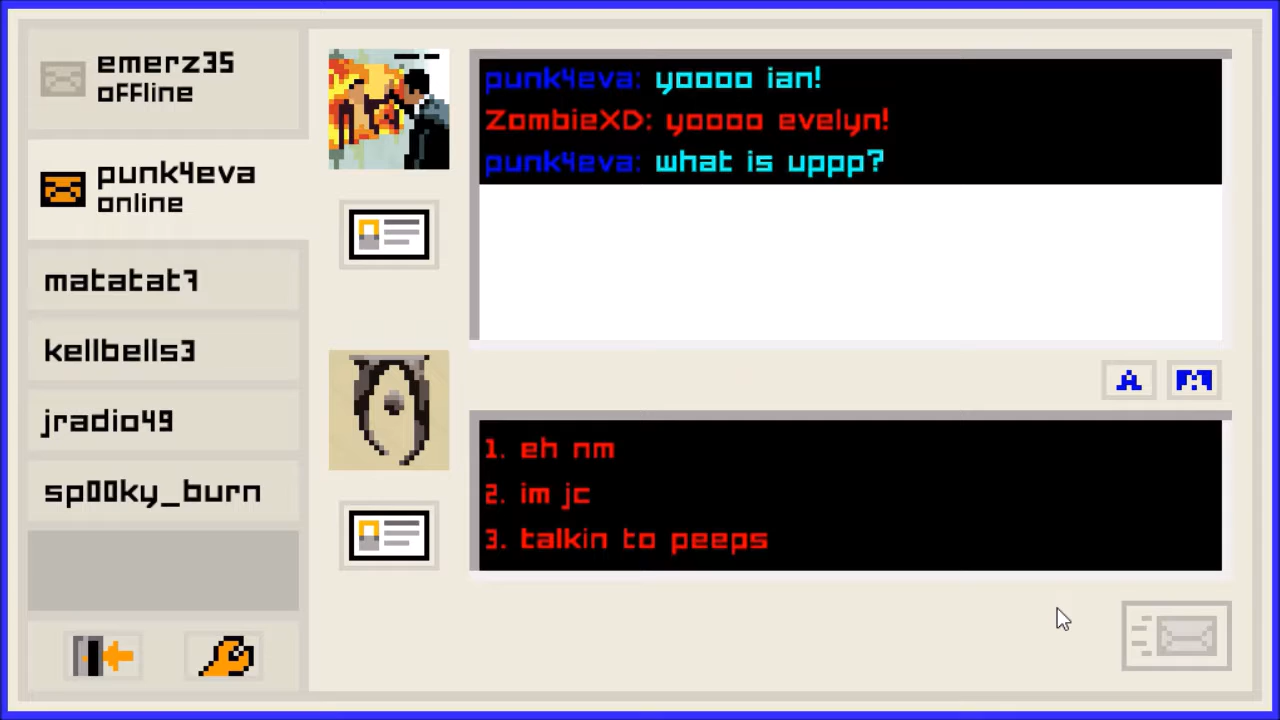 emerz35
offline
punk4eva
online
matatat7
kellbells3
jradio49
sp00ky_burn
punk4eva: yoooo ian!
ZombieXD: yoooo evelyn!
punk4eva: what is uppp?
A
1. eh nm
2. im jc
3. talkin to peeps